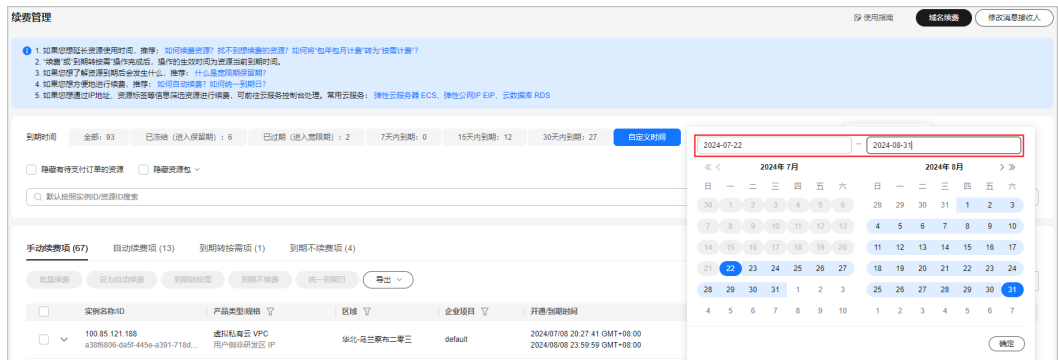 续费管理
使用指南
域名续费
修改消息接收人
1. 如果您想延长资源使用时间，推荐： 如何续费资源？找不到想续费的资源？如何将“包年包月计费”转为“按需计费”？
2. “续费”或“到期转按需”操作完成后，操作的生效时间为资源当前到期时间。
3. 如果您想了解资源到期后会发生什么，推荐： 什么是宽限期保留期？
4. 如果您想方便地进行续费，推荐： 如何自动续费？如何统一到期日？
5. 如果您想通过IP地址、资源标签等信息筛选资源进行续费，可前往云服务控制台处理。常用云服务： 弹性云服务器 ECS、弹性公网IP EIP、云数据库 RDS
到期时间
全部：93
已冻结（进入保留期）：6
已过期（进入宽限期）：2
7天内到期：0
15天内到期：12
30天内到期：27
自定义时间
2024-07-22 – 2024-08-31
隐藏有待支付订单的资源
隐藏资源包
默认按照实例ID/资源ID搜索
2024年 7月
日 一 二 三 四 五 六
30 1 2 3 4 5 6
7 8 9 10 11 12 13
14 15 16 17 18 19 20
21 22 23 24 25 26 27
28 29 30 31 1 2 3
4 5 6 7 8 9 10
2024年 8月
日 一 二 三 四 五 六
28 29 30 31 1 2 3
4 5 6 7 8 9 10
11 12 13 14 15 16 17
18 19 20 21 22 23 24
25 26 27 28 29 30 31
1 2 3 4 5 6 7
确定
手动续费项 (67)
自动续费项 (13)
到期转按需项 (1)
到期不续费项 (4)
批量续费
设为自动续费
到期转按需
到期不续费
统一到期日
导出
实例名称/ID
产品类型/规格
区域
企业项目
开通/到期时间
100.85.121.188
a38f6806-da5f-445e-a391-718d...
虚拟私有云 VPC
用户侧非研发区 IP
华北-乌兰察布二零三
default
2024/07/08 20:27:41 GMT+08:00
2024/08/08 23:59:59 GMT+08:00